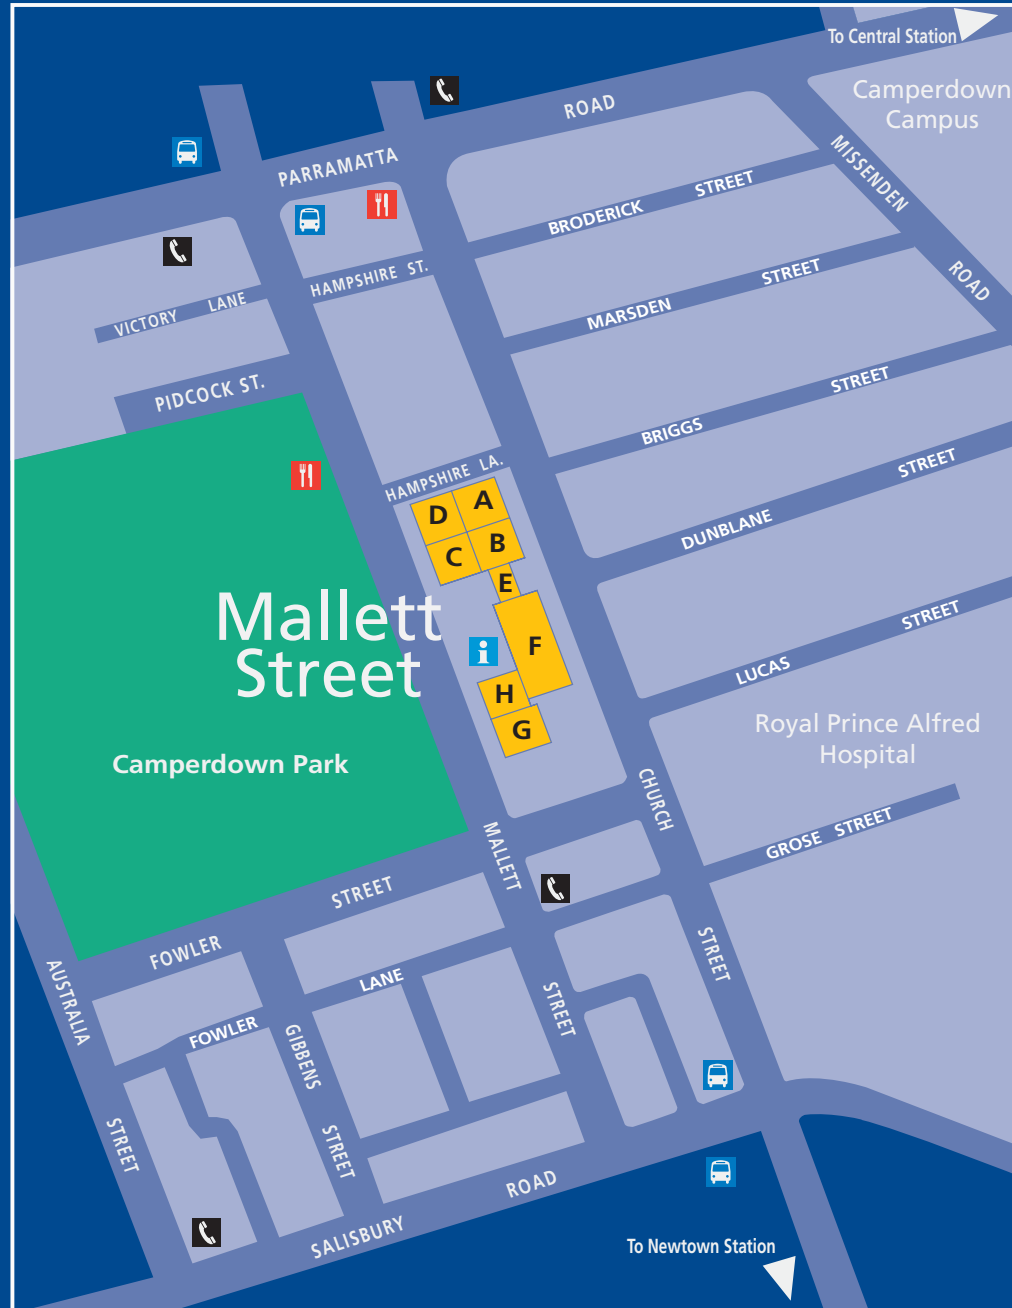 To Central Station
Camperdown
Campus
PARRAMATTA ROAD
MISSENDEN ROAD
BRODERICK STREET
HAMPSHIRE ST.
MARSDEN STREET
VICTORY LANE
PIDCOCK ST.
BRIGGS STREET
HAMPSHIRE LA.
DUNBLANE STREET
D
A
C
B
E
F
H
G
i
Mallett
Street
LUCAS STREET
Camperdown Park
Royal Prince Alfred
Hospital
CHURCH STREET
GROSE STREET
MALLETT STREET
FOWLER STREET
FOWLER LANE
AUSTRALIA STREET
GIBBENS STREET
SALISBURY ROAD
To Newtown Station